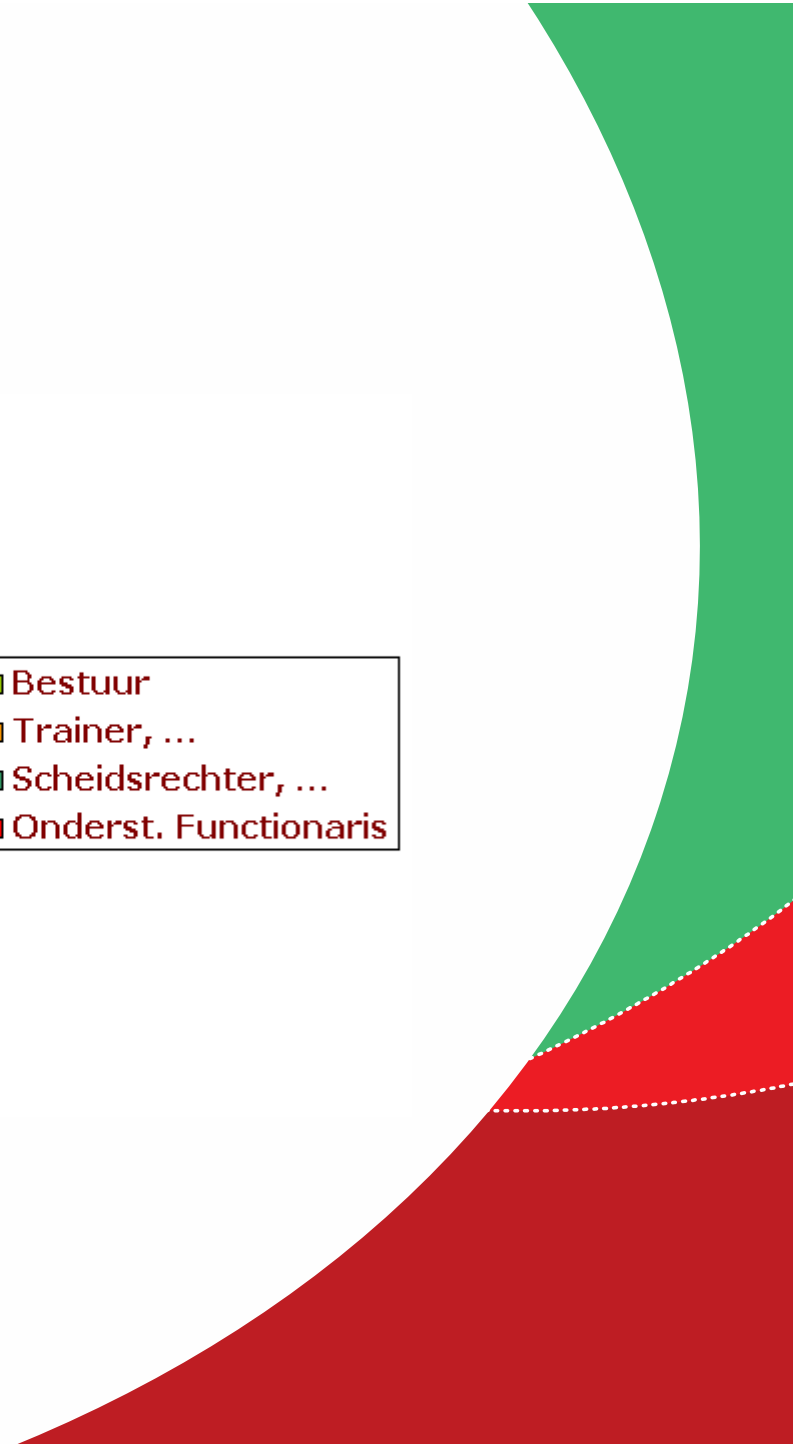 Bestuur
Trainer, ...
Scheidsrechter, ...
Onderst. Functionaris